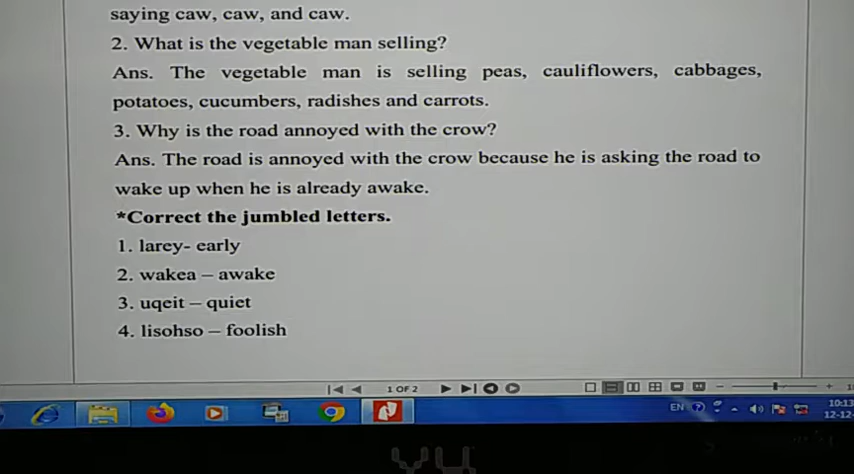 saying caw, caw, and caw.
2. What is the vegetable man selling?
Ans. The vegetable man is selling peas, cauliflowers, cabbages,
potatoes, cucumbers, radishes and carrots.
3. Why is the road annoyed with the crow?
Ans. The road is annoyed with the crow because he is asking the road to
wake up when he is already awake.
*Correct the jumbled letters.
1. larey- early
2. wakea – awake
3. uqeit – quiet
4. lisohso – foolish
1 OF 2
EN
10:13
12-12-